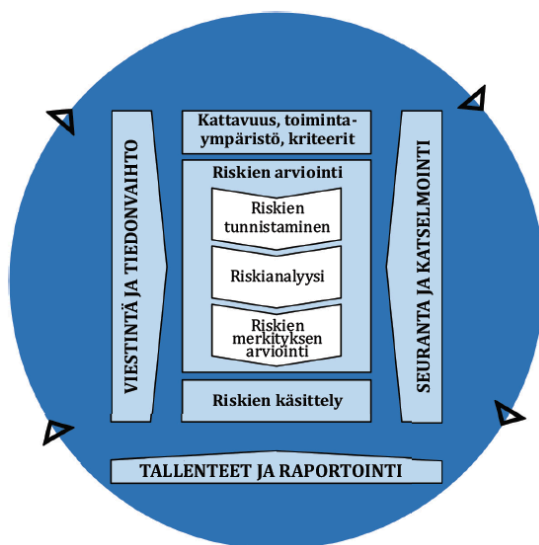 Kattavuus, toiminta-
ympäristö, kriteerit
Riskien arviointi
Riskien
tunnistaminen
Riskianalyysi
Riskien
merkityksen
arviointi
Riskien käsittely
VIESTINTÄ JA TIEDONVAIHTO
SEURANTA JA KATSELMOINTI
TALLENTEET JA RAPORTOINTI